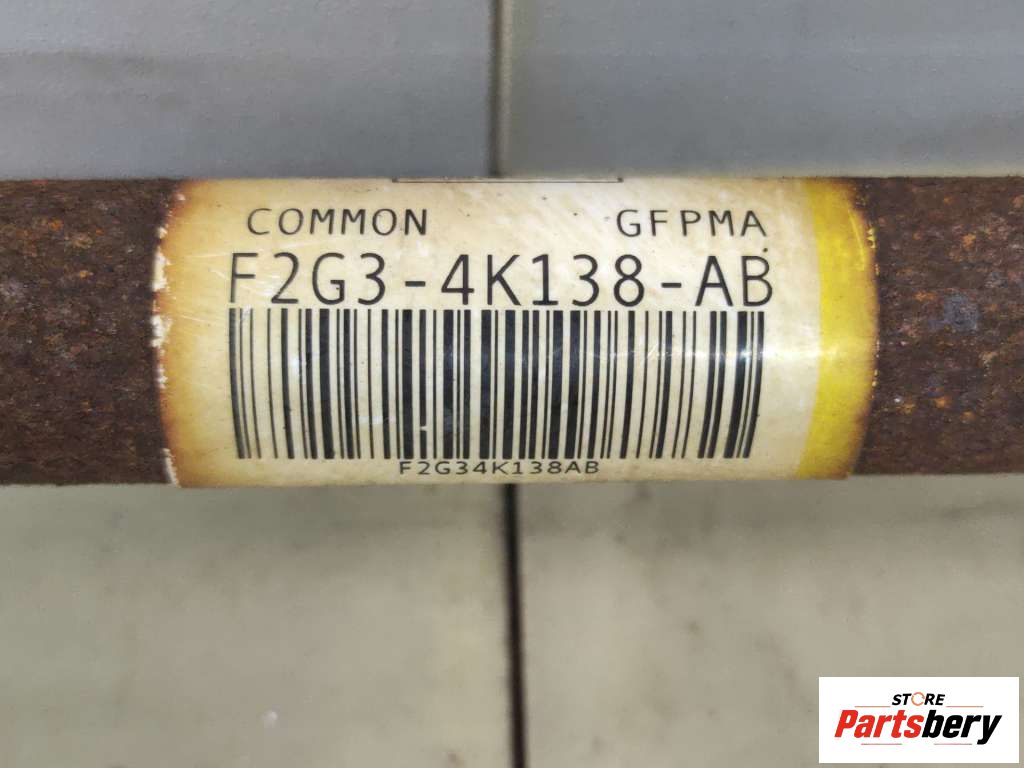 COMMON GFPMA
F2G3-4K138-AB
F2G34K138AB
STORE
Partsbery